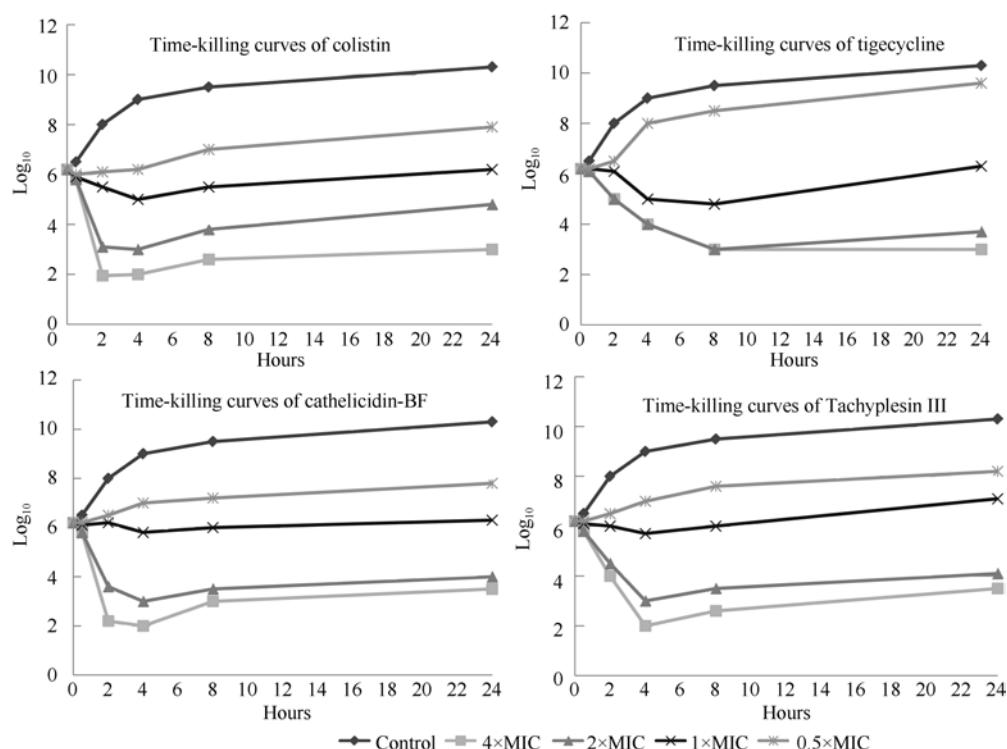 Time-killing curves of colistin
12
10
8
6
4
2
0
Log10
0 2 4 6 8 10 12 14 16 18 20 22 24
Hours
Time-killing curves of tigecycline
12
10
8
6
4
2
0
Log10
0 2 4 6 8 10 12 14 16 18 20 22 24
Hours
Time-killing curves of cathelicidin-BF
12
10
8
6
4
2
0
Log10
0 2 4 6 8 10 12 14 16 18 20 22 24
Hours
Time-killing curves of Tachyplesin III
12
10
8
6
4
2
0
Log10
0 2 4 6 8 10 12 14 16 18 20 22 24
Hours
Control 4×MIC 2×MIC 1×MIC 0.5×MIC